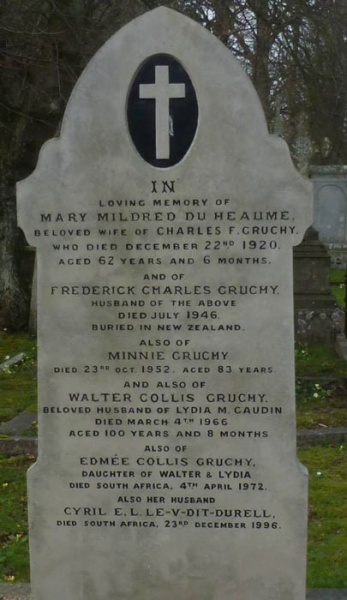 IN
LOVING MEMORY OF
MARY MILDRED DU HEAUME,
BELOVED WIFE OF CHARLES F. GRUCHY.
WHO DIED DECEMBER 22ND 1920.
AGED 62 YEARS AND 6 MONTHS.
AND OF
FREDERICK CHARLES GRUCHY.
HUSBAND OF THE ABOVE
DIED JULY 1946.
BURIED IN NEW ZEALAND.
ALSO OF
MINNIE GRUCHY
DIED 23RD OCT. 1952. AGED 83 YEARS.
AND ALSO OF
WALTER COLLIS GRUCHY.
BELOVED HUSBAND OF LYDIA M. GAUDIN
DIED MARCH 4TH 1966
AGED 100 YEARS AND 8 MONTHS
ALSO OF
EDMÉE COLLIS GRUCHY,
DAUGHTER OF WALTER & LYDIA
DIED SOUTH AFRICA, 4TH APRIL 1972.
ALSO HER HUSBAND
CYRIL E.L. LE-V-DIT-DURELL,
DIED SOUTH AFRICA, 23RD DECEMBER 1996.